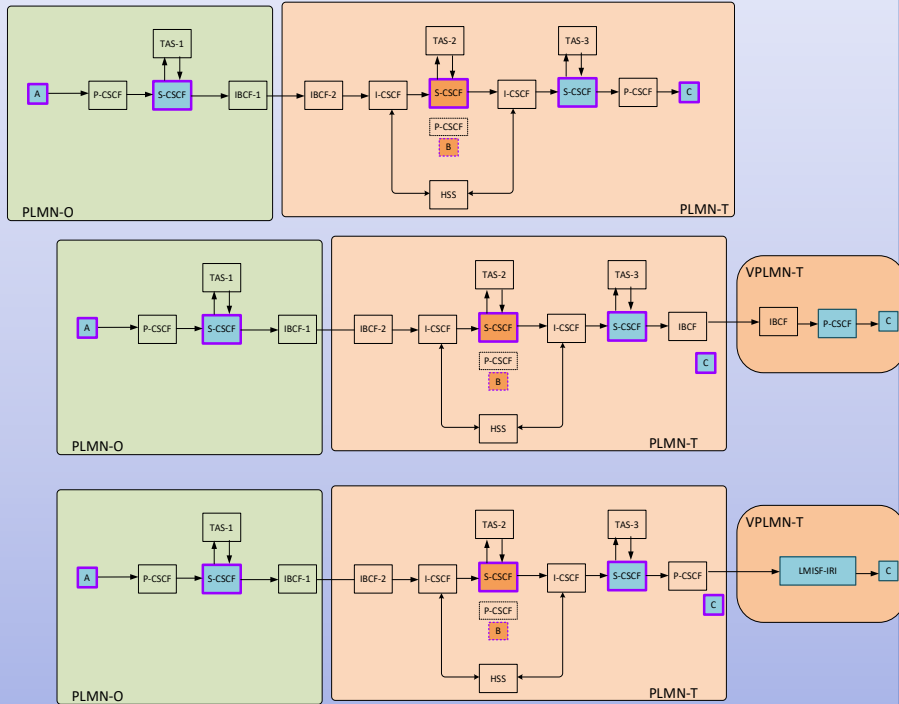 TAS-1
TAS-2
TAS-3
A
P-CSCF
S-CSCF
IBCF-1
IBCF-2
I-CSCF
S-CSCF
I-CSCF
S-CSCF
P-CSCF
C
P-CSCF
B
HSS
PLMN-O
PLMN-T
TAS-1
TAS-2
TAS-3
VPLMN-T
A
P-CSCF
S-CSCF
IBCF-1
IBCF-2
I-CSCF
S-CSCF
I-CSCF
S-CSCF
IBCF
IBCF
P-CSCF
C
P-CSCF
B
C
HSS
PLMN-O
PLMN-T
TAS-1
TAS-2
TAS-3
VPLMN-T
A
P-CSCF
S-CSCF
IBCF-1
IBCF-2
I-CSCF
S-CSCF
I-CSCF
S-CSCF
P-CSCF
LMISF-IRI
C
P-CSCF
B
C
HSS
PLMN-O
PLMN-T